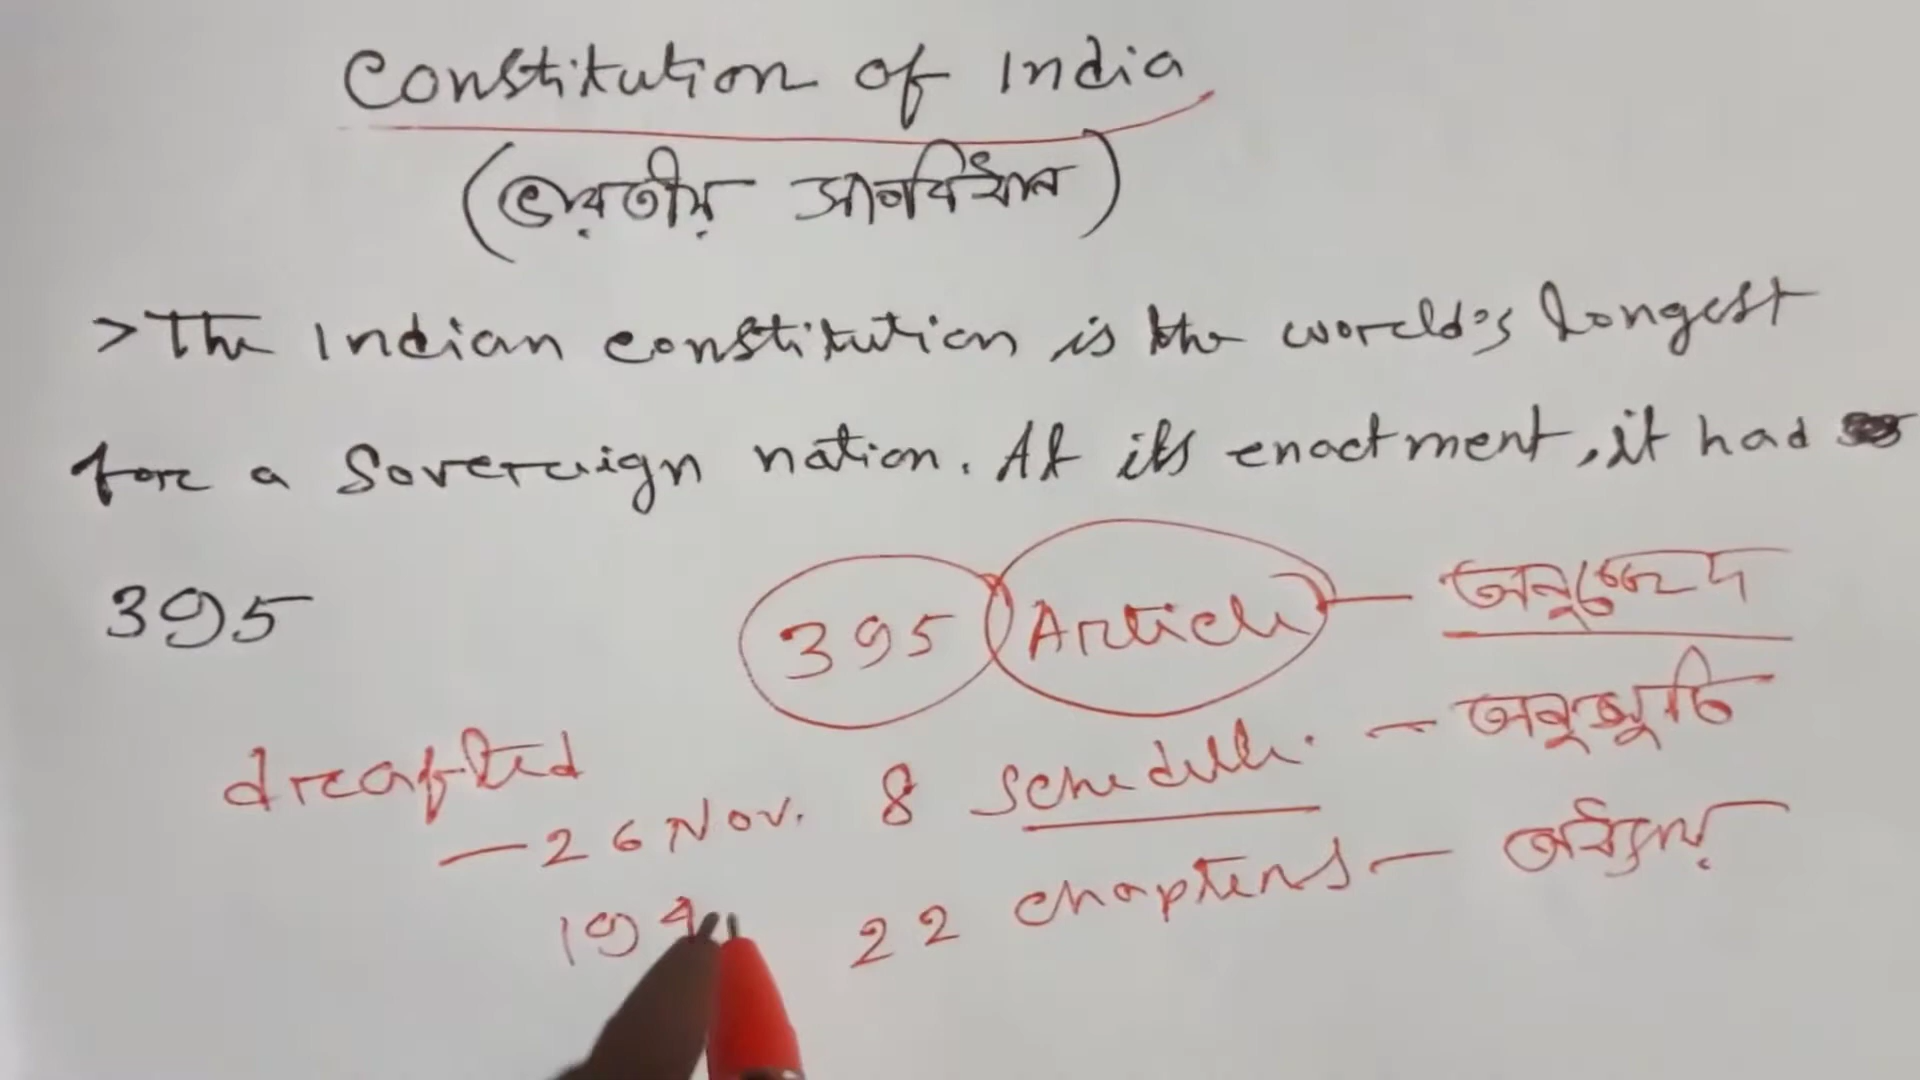 Constitution of India
(ভারতীয় সংবিধান)
> The Indian constitution is the world's longest
for a Sovereign nation. At its enactment, it had
395
395 Article — অনুচ্ছেদ
drafted
8 Schedule. — অনুসূচি
— 26 Nov.
22 chapters — অধ্যায়
194